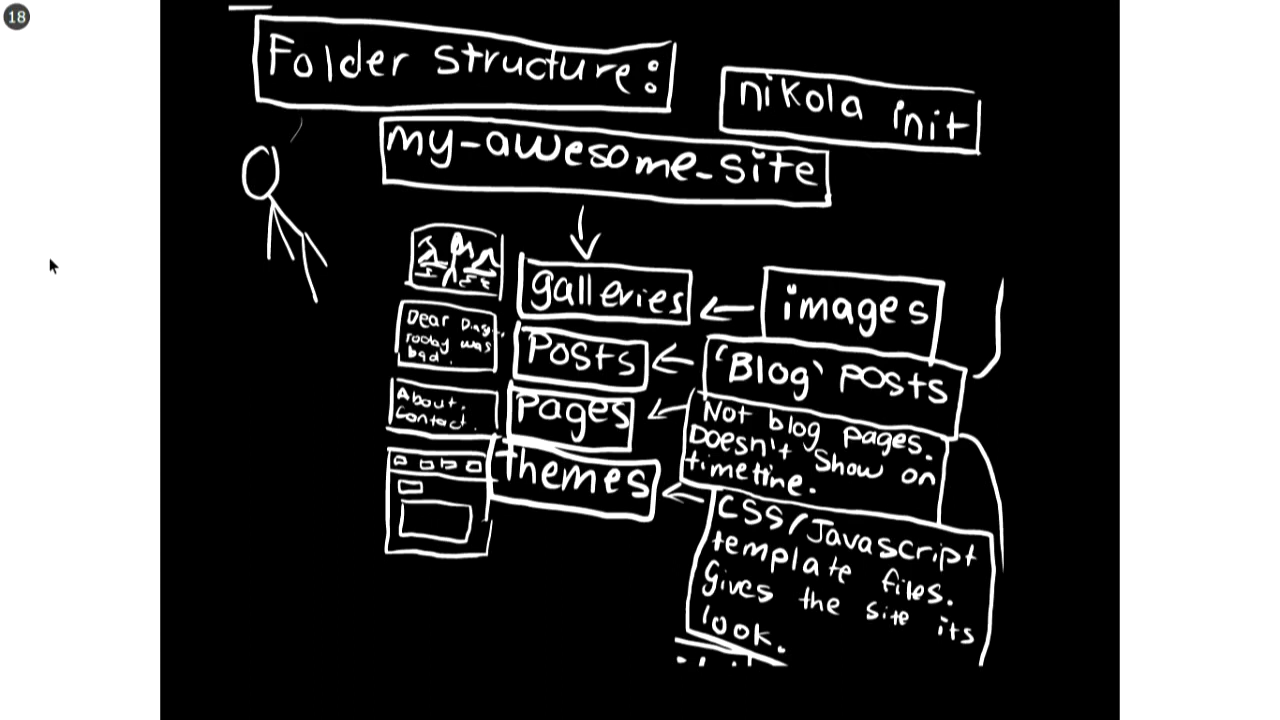 18
Folder structure:
nikola init
my-awesome-site
galleries
images
Dear Diary..
today was
bad.
Posts
'Blog' posts
About.
Contact.
Pages
Not blog pages.
Doesn't show on
timeline.
themes
CSS/Javascript
template files.
gives the site its
look.